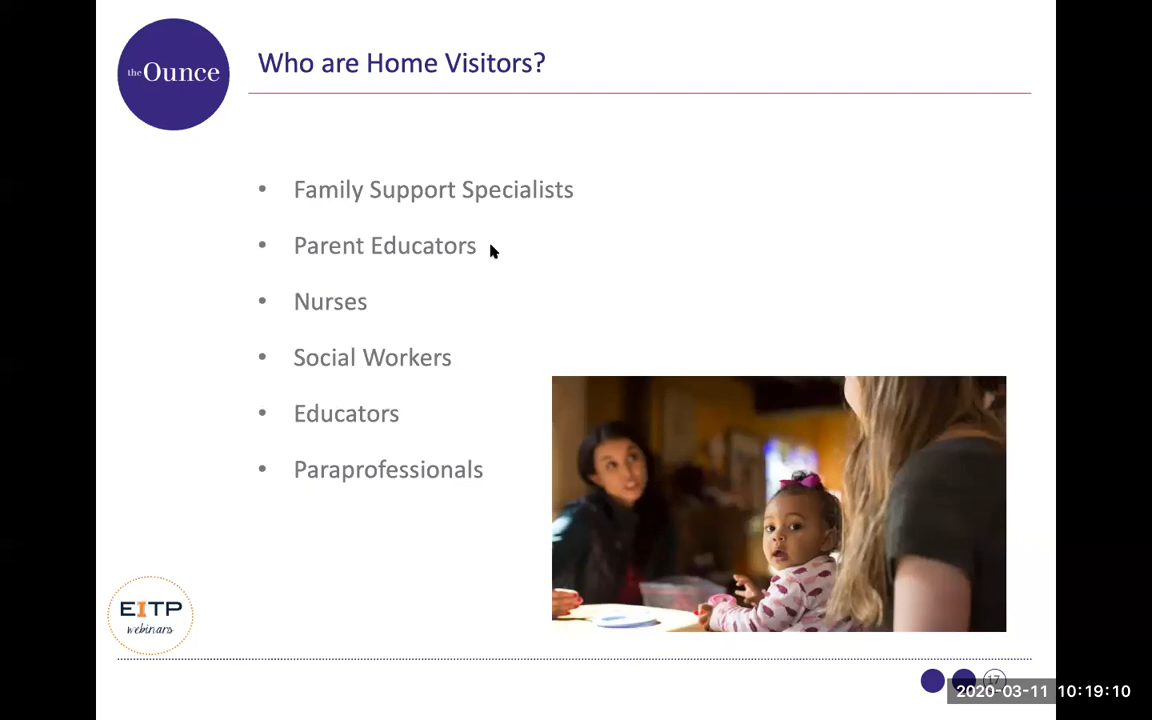 the Ounce
Who are Home Visitors?
• Family Support Specialists
• Parent Educators
• Nurses
• Social Workers
• Educators
• Paraprofessionals
EITP
webinars
17
2020-03-11 10:19:10